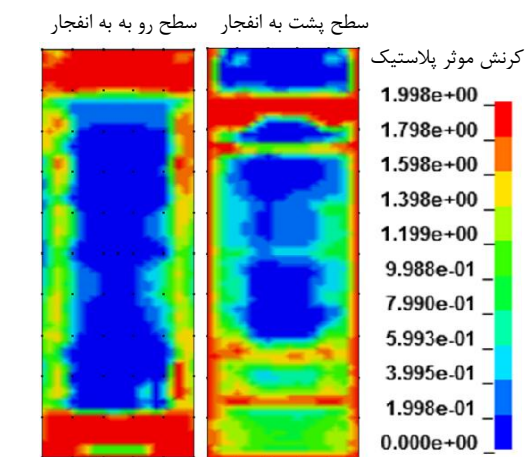 سطح رو به به انفجار
سطح پشت به انفجار
کرنش موثر پلاستیک
1.998e+00
1.798e+00
1.598e+00
1.398e+00
1.199e+00
9.988e-01
7.990e-01
5.993e-01
3.995e-01
1.998e-01
0.000e+00